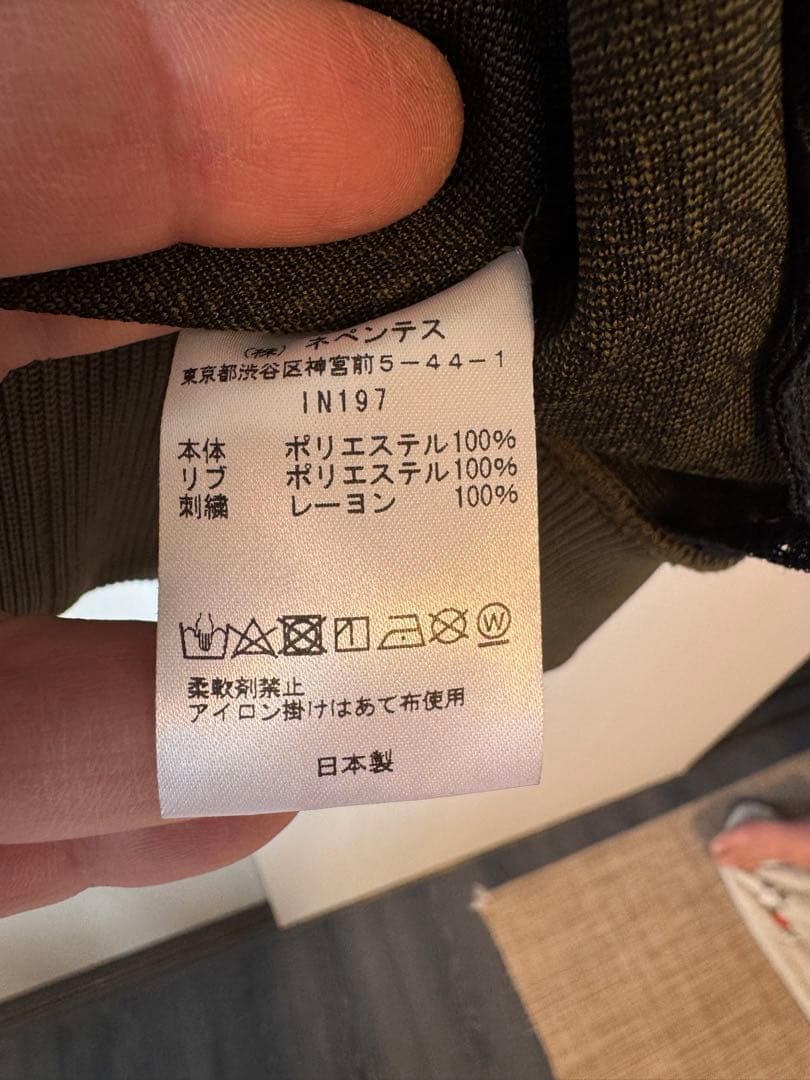 (株) ネペンテス
東京都渋谷区神宮前5-44-1
IN197
本体 ポリエステル100%
リブ ポリエステル100%
刺繍 レーヨン 100%
W
柔軟剤禁止
アイロン掛けはあて布使用
日本製